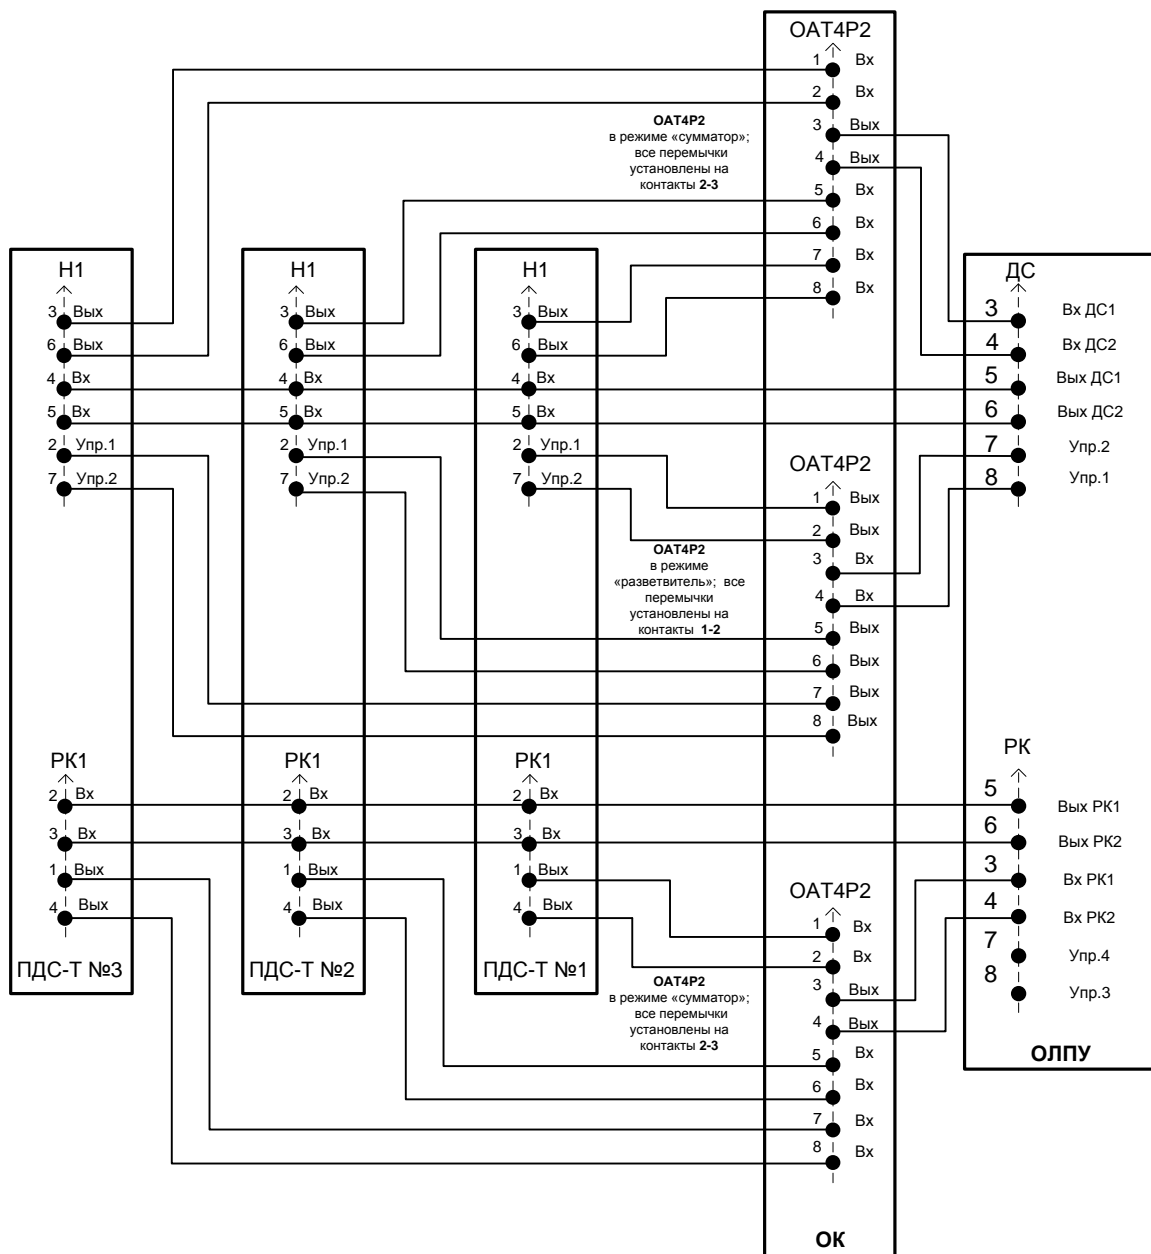 ОАТ4Р2
1 Вх
2 Вх
3 Вых
4 Вых
5 Вх
6 Вх
7 Вх
8 Вх
ОАТ4Р2
в режиме «сумматор»;
все перемычки
установлены на
контакты 2-3
Н1
3 Вых
6 Вых
4 Вх
5 Вх
2 Упр.1
7 Упр.2
Н1
3 Вых
6 Вых
4 Вх
5 Вх
2 Упр.1
7 Упр.2
Н1
3 Вых
6 Вых
4 Вх
5 Вх
2 Упр.1
7 Упр.2
ДС
3 Вх ДС1
4 Вх ДС2
5 Вых ДС1
6 Вых ДС2
7 Упр.2
8 Упр.1
ОАТ4Р2
1 Вых
2 Вых
3 Вх
4 Вх
5 Вых
6 Вых
7 Вых
8 Вых
ОАТ4Р2
в режиме
«разветвитель»; все
перемычки
установлены на
контакты 1-2
РК1
2 Вх
3 Вх
1 Вых
4 Вых
ПДС-Т №3
РК1
2 Вх
3 Вх
1 Вых
4 Вых
ПДС-Т №2
РК1
2 Вх
3 Вх
1 Вых
4 Вых
ПДС-Т №1
РК
5 Вых РК1
6 Вых РК2
3 Вх РК1
4 Вх РК2
7 Упр.4
8 Упр.3
ОЛПУ
ОАТ4Р2
1 Вх
2 Вх
3 Вых
4 Вых
5 Вх
6 Вх
7 Вх
8 Вх
ОАТ4Р2
в режиме «сумматор»;
все перемычки
установлены на
контакты 2-3
ОК